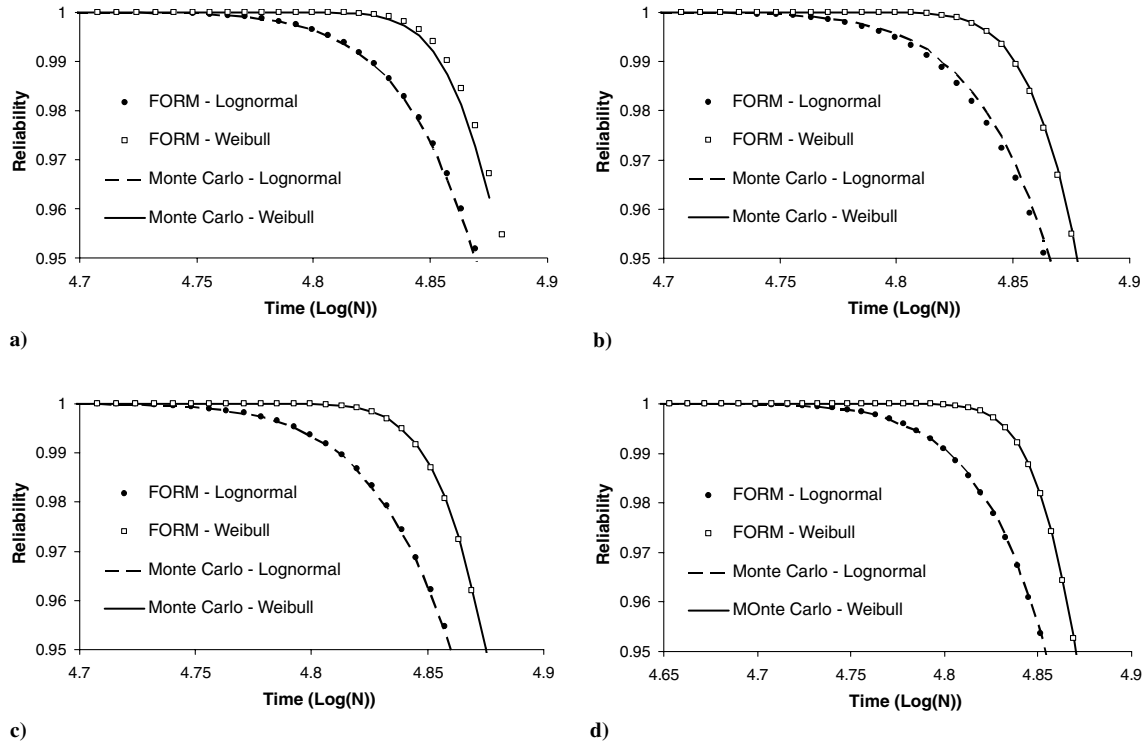 1
0.99
0.98
0.97
0.96
0.95
Reliability
FORM - Lognormal
FORM - Weibull
Monte Carlo - Lognormal
Monte Carlo - Weibull
4.7 4.75 4.8 4.85 4.9
Time (Log(N))
a)
1
0.99
0.98
0.97
0.96
0.95
Reliability
FORM - Lognormal
FORM - Weibull
Monte Carlo - Lognormal
Monte Carlo - Weibull
4.7 4.75 4.8 4.85 4.9
Time (Log(N))
b)
1
0.99
0.98
0.97
0.96
0.95
Reliability
FORM - Lognormal
FORM - Weibull
Monte Carlo - Lognormal
Monte Carlo - Weibull
4.7 4.75 4.8 4.85 4.9
Time (Log(N))
c)
1
0.99
0.98
0.97
0.96
0.95
Reliability
FORM - Lognormal
FORM - Weibull
Monte Carlo - Lognormal
MOnte Carlo - Weibull
4.65 4.7 4.75 4.8 4.85 4.9
Time (Log(N))
d)